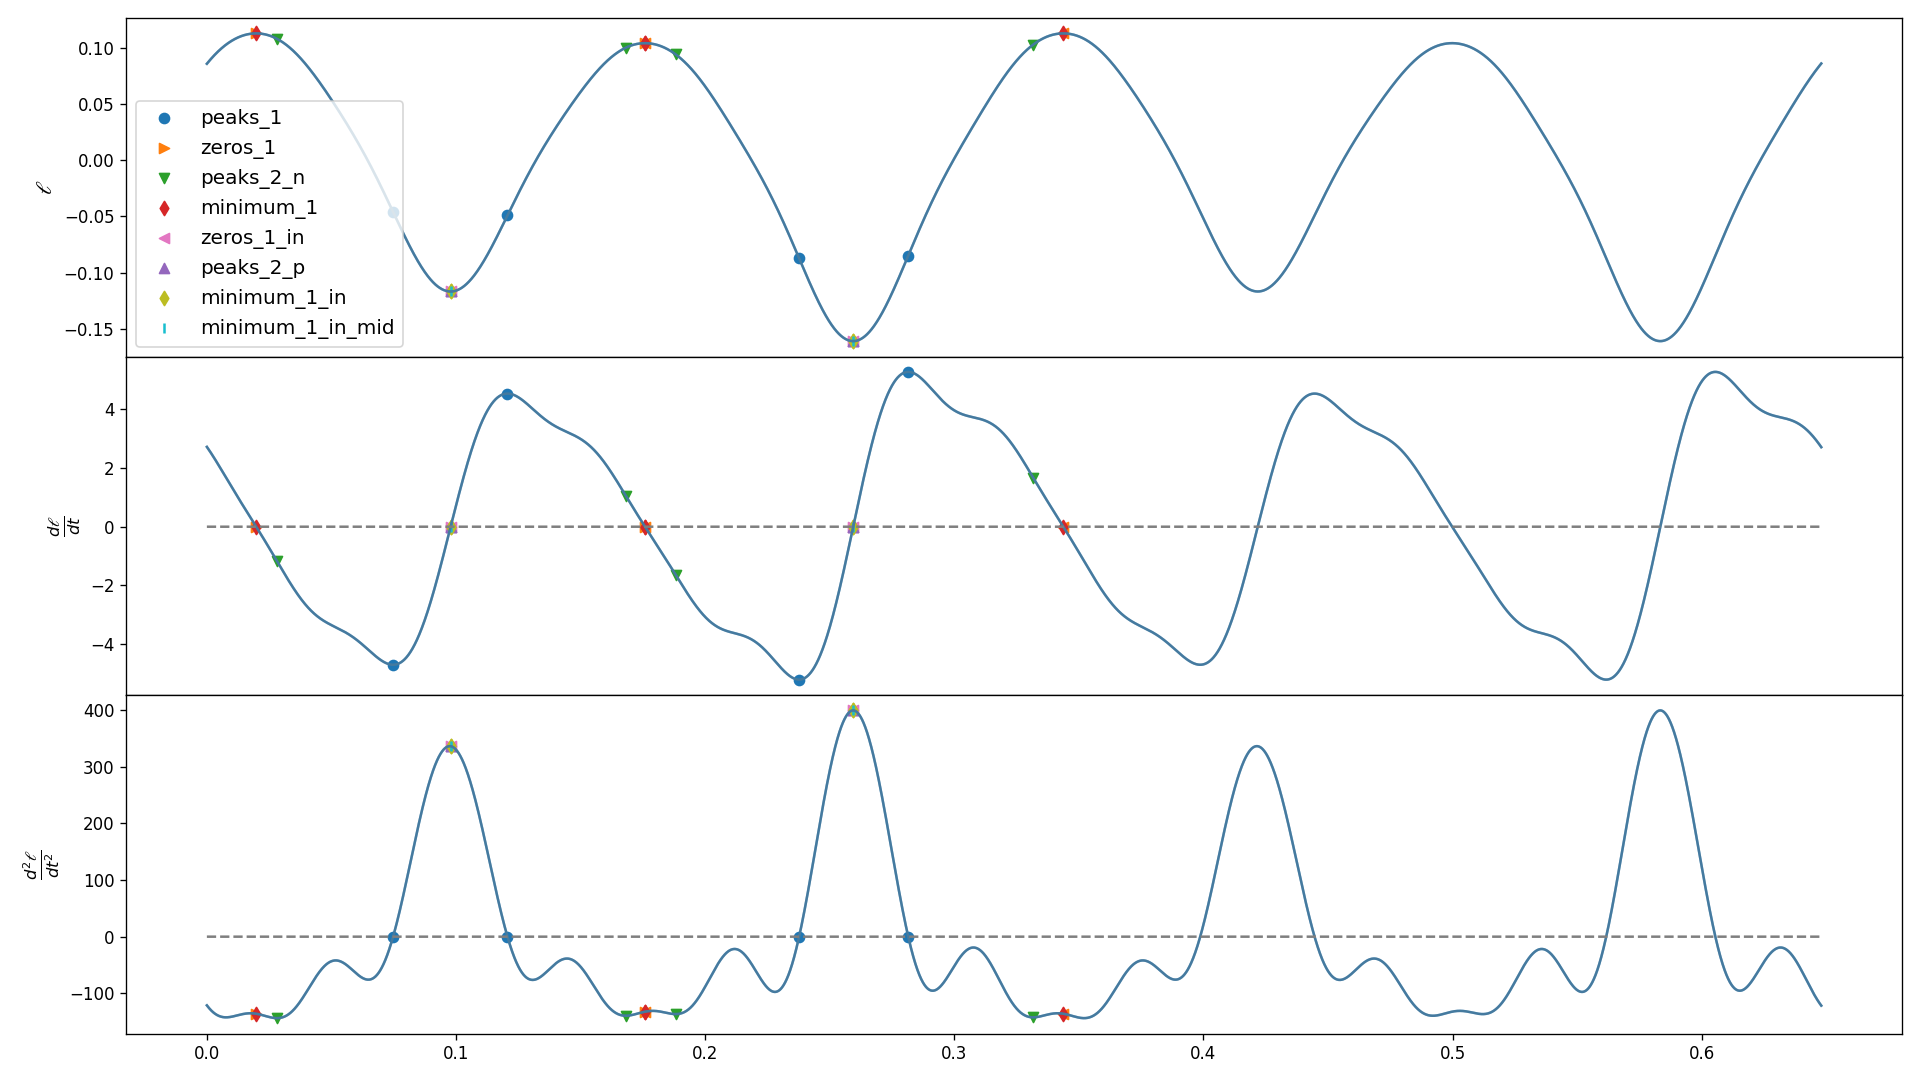 0.10
0.05
0.00
−0.05
−0.10
−0.15
ℓ
peaks_1
zeros_1
peaks_2_n
minimum_1
zeros_1_in
peaks_2_p
minimum_1_in
minimum_1_in_mid
4
2
0
−2
−4
dℓ
dt
400
300
200
100
0
−100
d²ℓ
dt²
0.0 0.1 0.2 0.3 0.4 0.5 0.6